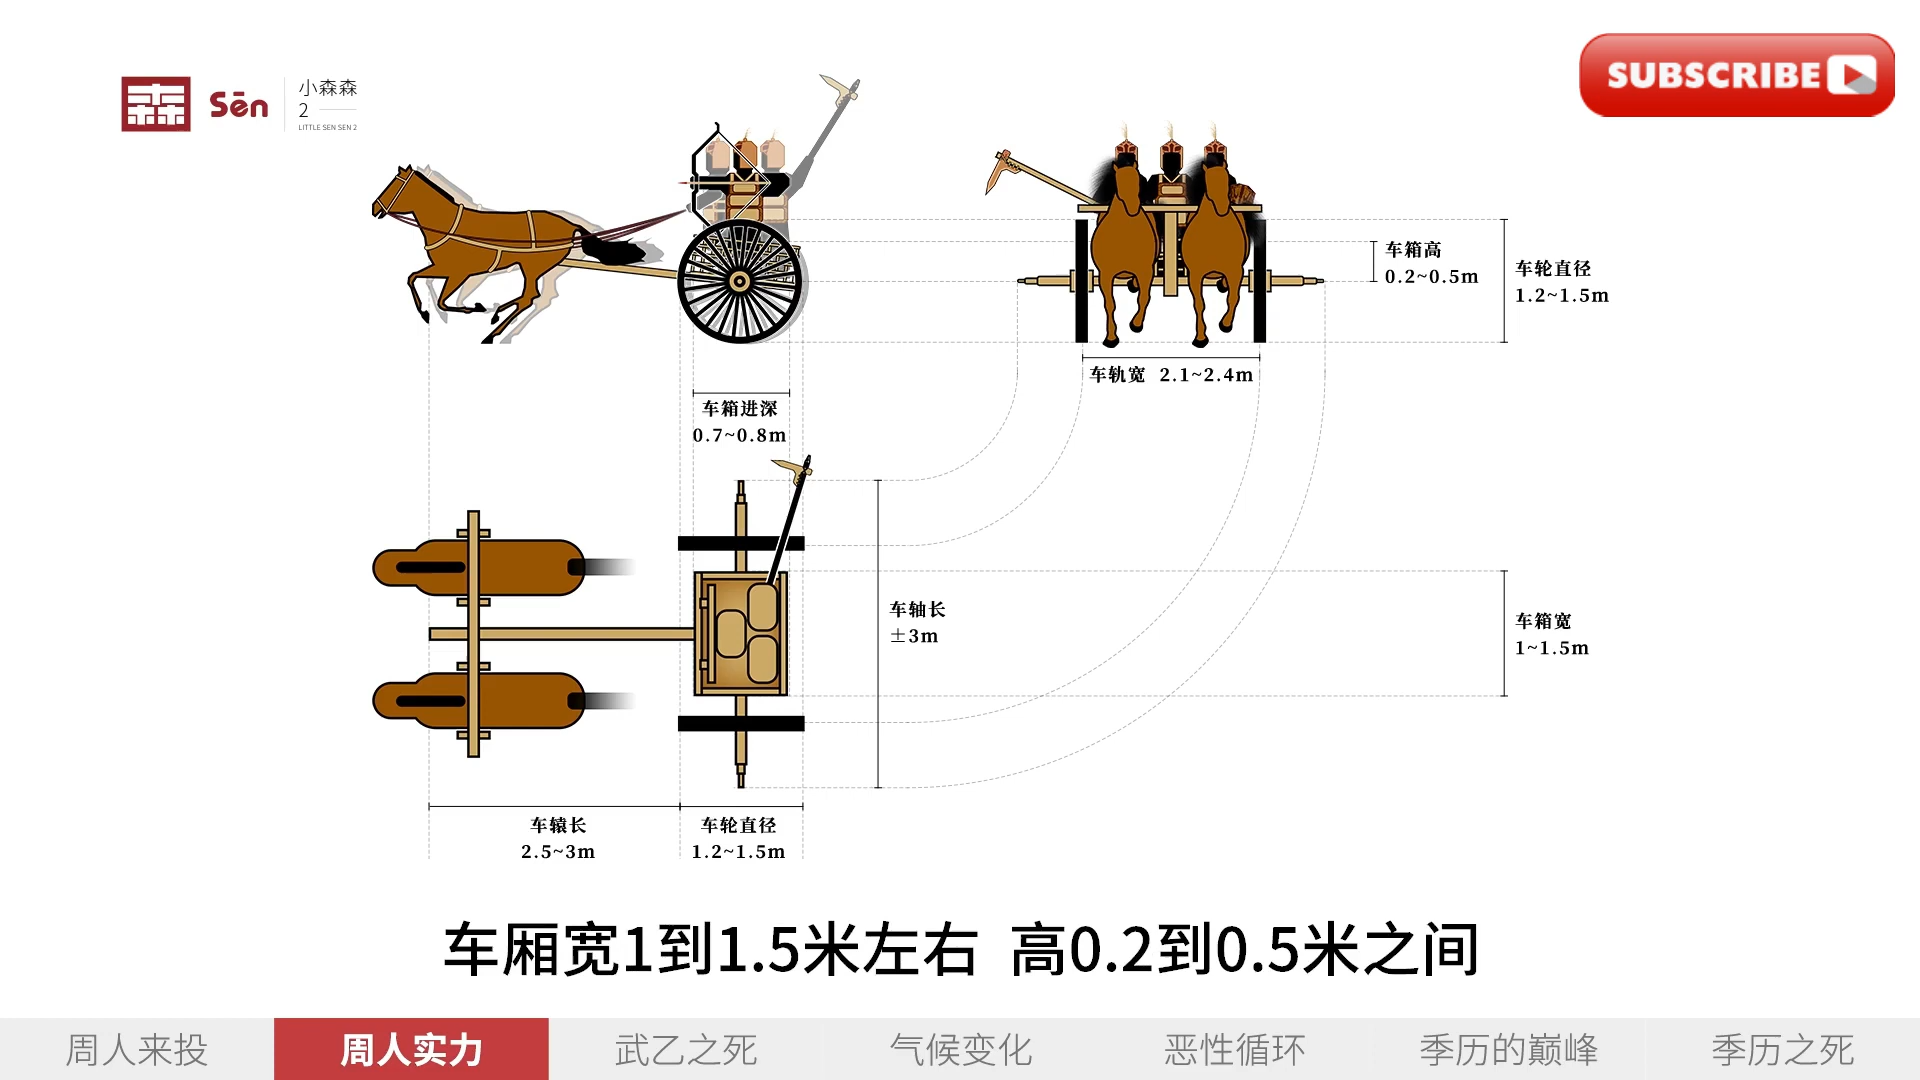 森 Sēn
小森森
2
LITTLE SEN SEN 2
SUBSCRIBE
车箱高
0.2~0.5m
车轮直径
1.2~1.5m
车轨宽 2.1~2.4m
车箱进深
0.7~0.8m
车轴长
±3m
车箱宽
1~1.5m
车辕长
2.5~3m
车轮直径
1.2~1.5m
车厢宽1到1.5米左右 高0.2到0.5米之间
周人来投
周人实力
武乙之死
气候变化
恶性循环
季历的巅峰
季历之死